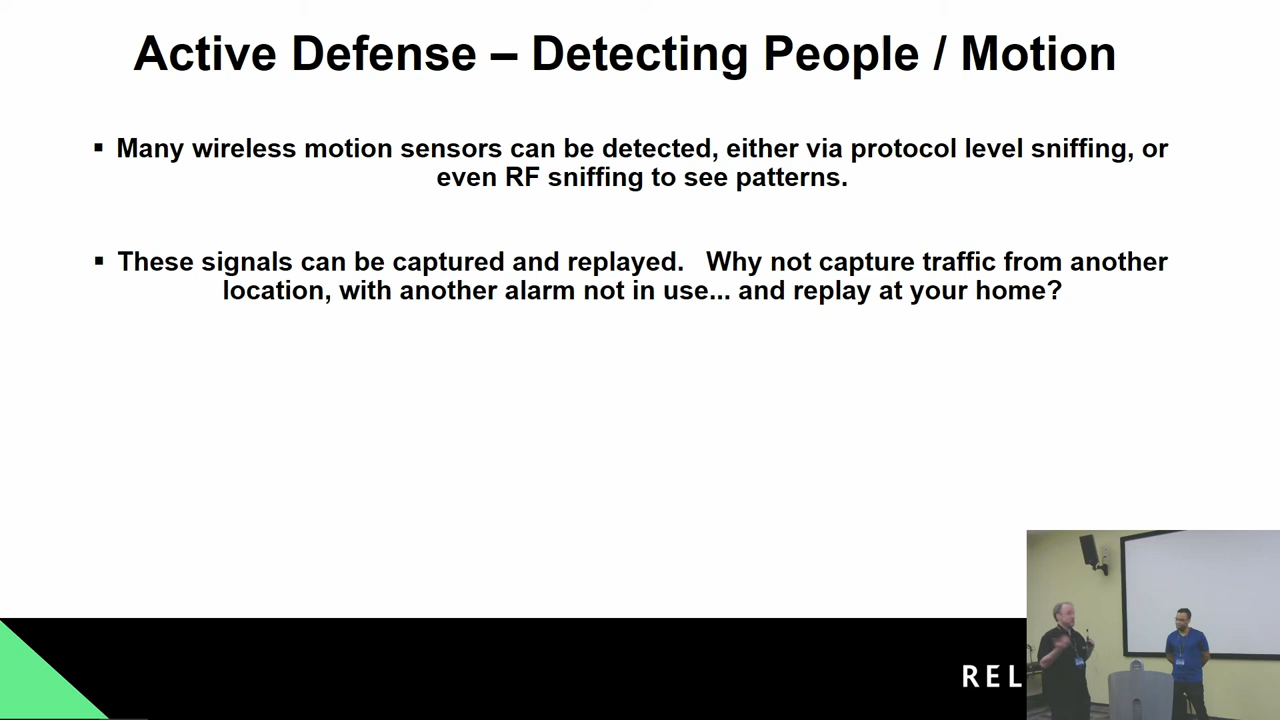 Active Defense – Detecting People / Motion
▪ Many wireless motion sensors can be detected, either via protocol level sniffing, or
even RF sniffing to see patterns.
▪ These signals can be captured and replayed.   Why not capture traffic from another
location, with another alarm not in use... and replay at your home?
REL